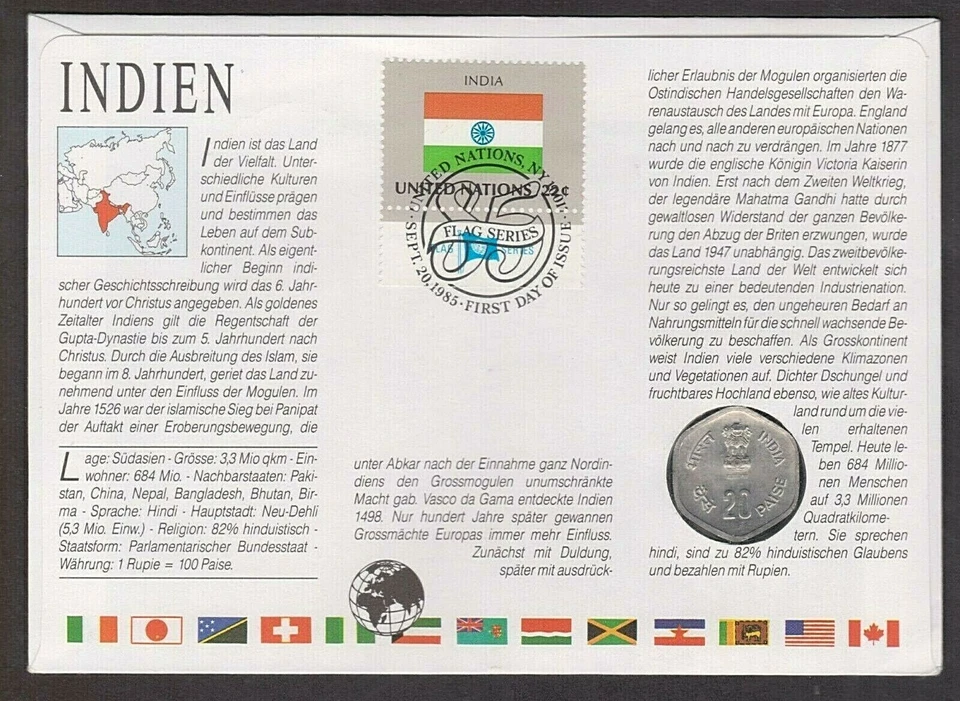 INDIEN
Indien ist das Land
der Vielfalt. Unter-
schiedliche Kulturen
und Einflüsse prägen
und bestimmen das
Leben auf dem Sub-
kontinent. Als eigent-
licher Beginn indi-
scher Geschichtsschreibung wird das 6. Jahr-
hundert vor Christus angegeben. Als goldenes
Zeitalter Indiens gilt die Regentschaft der
Gupta-Dynastie bis zum 5. Jahrhundert nach
Christus. Durch die Ausbreitung des Islam, sie
begann im 8. Jahrhundert, geriet das Land zu-
nehmend unter den Einfluss der Mogulen. Im
Jahre 1526 war der islamische Sieg bei Panipat
der Auftakt einer Eroberungsbewegung, die
Lage: Südasien - Grösse: 3,3 Mio qkm - Ein-
wohner: 684 Mio. - Nachbarstaaten: Paki-
stan, China, Nepal, Bangladesh, Bhutan, Bir-
ma - Sprache: Hindi - Hauptstadt: Neu-Dehli
(5,3 Mio. Einw.) - Religion: 82% hinduistisch -
Staatsform: Parlamentarischer Bundesstaat -
Währung: 1 Rupie = 100 Paise.
INDIA
UNITED NATIONS 22¢
FLAG SERIES
UNITED NATIONS, NY 10017
85
FLAG SERIES
SEPT. 20, 1985 · FIRST DAY OF ISSUE
unter Abkar nach der Einnahme ganz Nordin-
diens den Grossmogulen unumschränkte
Macht gab. Vasco da Gama entdeckte Indien
1498. Nur hundert Jahre später gewannen
Grossmächte Europas immer mehr Einfluss.
Zunächst mit Duldung,
später mit ausdrück-
licher Erlaubnis der Mogulen organisierten die
Ostindischen Handelsgesellschaften den Wa-
renaustausch des Landes mit Europa. England
gelang es, alle anderen europäischen Nationen
nach und nach zu verdrängen. Im Jahre 1877
wurde die englische Königin Victoria Kaiserin
von Indien. Erst nach dem Zweiten Weltkrieg,
der legendäre Mahatma Gandhi hatte durch
gewaltlosen Widerstand der ganzen Bevölke-
rung den Abzug der Briten erzwungen, wurde
das Land 1947 unabhängig. Das zweitbevölke-
rungsreichste Land der Welt entwickelt sich
heute zu einer bedeutenden Industrienation.
Nur so gelingt es, den ungeheuren Bedarf an
Nahrungsmitteln für die schnell wachsende Be-
völkerung zu beschaffen. Als Grosskontinent
weist Indien viele verschiedene Klimazonen
und Vegetationen auf. Dichter Dschungel und
fruchtbares Hochland ebenso, wie altes Kultur-
land rund um die vie-
len erhaltenen
Tempel. Heute le-
ben 684 Millio-
nen Menschen
auf 3,3 Millionen
Quadratkilome-
tern. Sie sprechen
hindi, sind zu 82% hinduistischen Glaubens
und bezahlen mit Rupien.
भारत INDIA
पैसे 20 PAISE